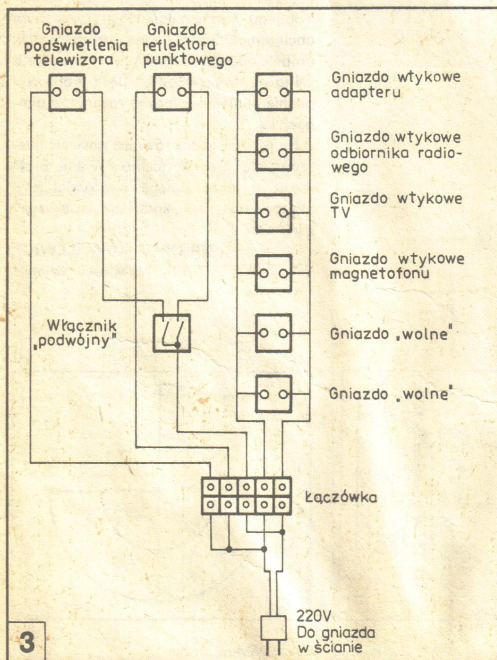 Gniazdo
podświetlenia
telewizora
Gniazdo
reflektora
punktowego
Gniazdo wtykowe
adapteru
Gniazdo wtykowe
odbiornika radio-
wego
Gniazdo wtykowe
TV
Gniazdo wtykowe
magnetofonu
Włącznik
„podwójny"
Gniazdo „wolne"
Gniazdo „wolne"
Łączówka
220V
Do gniazda
w ścianie
3